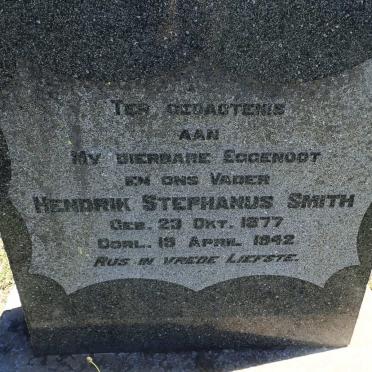 TER GEDAGTENIS
AAN
MY DIERBARE EGGENOOT
EN ONS VADER
HENDRIK STEPHANUS SMITH
GEB. 23 OKT. 1877
OORL. 19 APRIL 1942
RUS IN VREDE LIEFSTE.